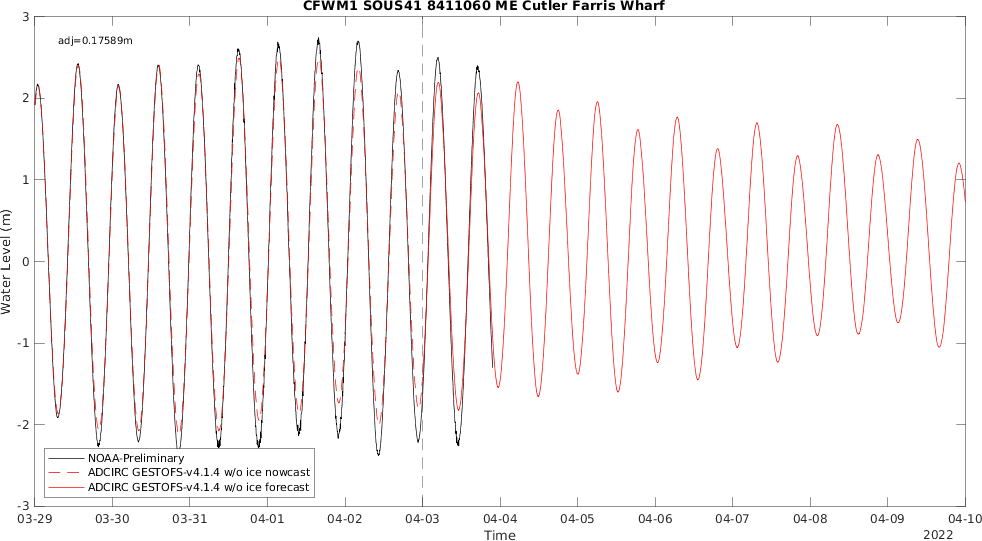 CFWM1 SOUS41 8411060 ME Cutler Farris Wharf
adj=0.17589m
3
2
1
0
-1
-2
-3
Water Level (m)
NOAA-Preliminary
ADCIRC GESTOFS-v4.1.4 w/o ice nowcast
ADCIRC GESTOFS-v4.1.4 w/o ice forecast
03-29 03-30 03-31 04-01 04-02 04-03 04-04 04-05 04-06 04-07 04-08 04-09 04-10
Time
2022